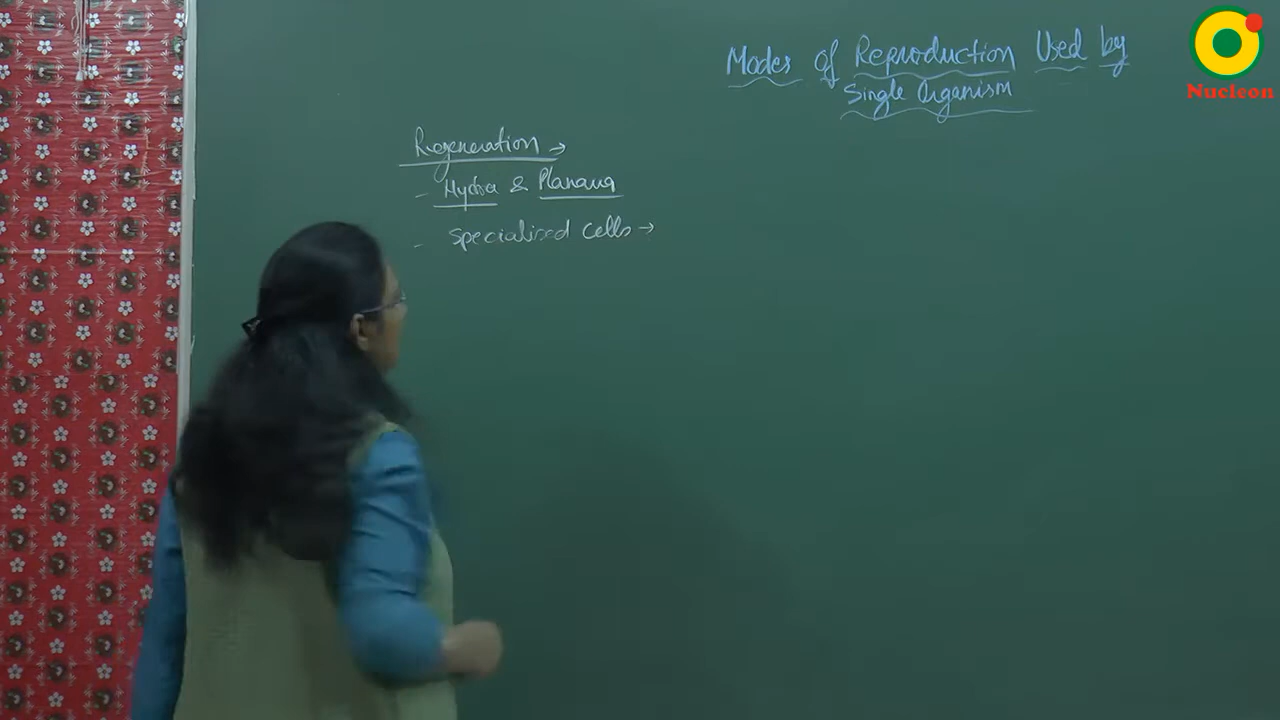 Modes of Reproduction Used by
Single Organism
Nucleon
Regeneration →
- Hydra & Planaria
- Specialised cells →